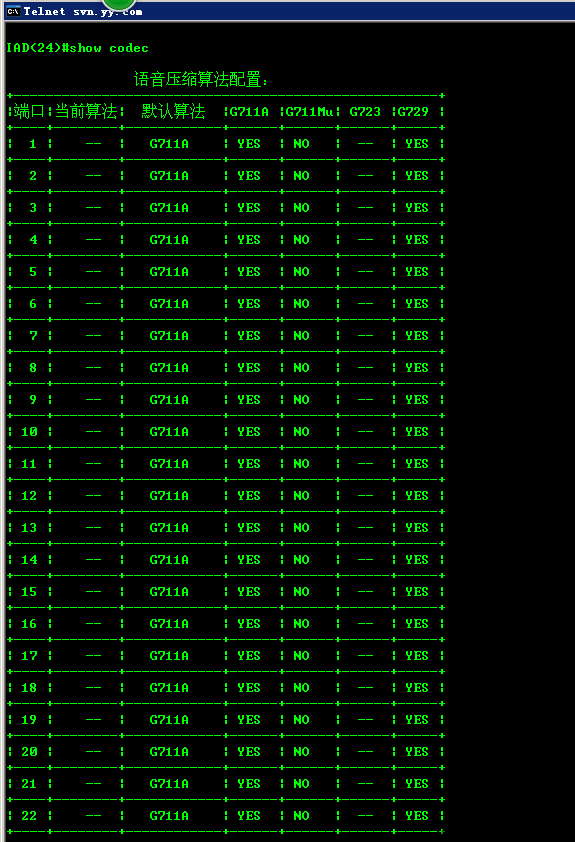 Telnet svn.yy.com
IAD(24)#show codec
语音压缩算法配置:
|端口|当前算法| 默认算法 |G711A |G711Mu| G723 |G729 |
| 1 | -- | G711A | YES | NO | -- | YES |
| 2 | -- | G711A | YES | NO | -- | YES |
| 3 | -- | G711A | YES | NO | -- | YES |
| 4 | -- | G711A | YES | NO | -- | YES |
| 5 | -- | G711A | YES | NO | -- | YES |
| 6 | -- | G711A | YES | NO | -- | YES |
| 7 | -- | G711A | YES | NO | -- | YES |
| 8 | -- | G711A | YES | NO | -- | YES |
| 9 | -- | G711A | YES | NO | -- | YES |
| 10 | -- | G711A | YES | NO | -- | YES |
| 11 | -- | G711A | YES | NO | -- | YES |
| 12 | -- | G711A | YES | NO | -- | YES |
| 13 | -- | G711A | YES | NO | -- | YES |
| 14 | -- | G711A | YES | NO | -- | YES |
| 15 | -- | G711A | YES | NO | -- | YES |
| 16 | -- | G711A | YES | NO | -- | YES |
| 17 | -- | G711A | YES | NO | -- | YES |
| 18 | -- | G711A | YES | NO | -- | YES |
| 19 | -- | G711A | YES | NO | -- | YES |
| 20 | -- | G711A | YES | NO | -- | YES |
| 21 | -- | G711A | YES | NO | -- | YES |
| 22 | -- | G711A | YES | NO | -- | YES |